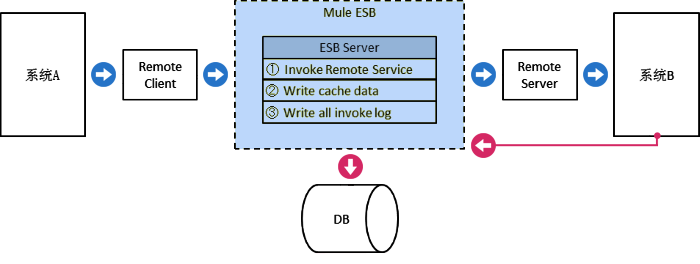 Mule ESB
系统A
Remote
Client
ESB Server
① Invoke Remote Service
② Write cache data
③ Write all invoke log
Remote
Server
系统B
DB